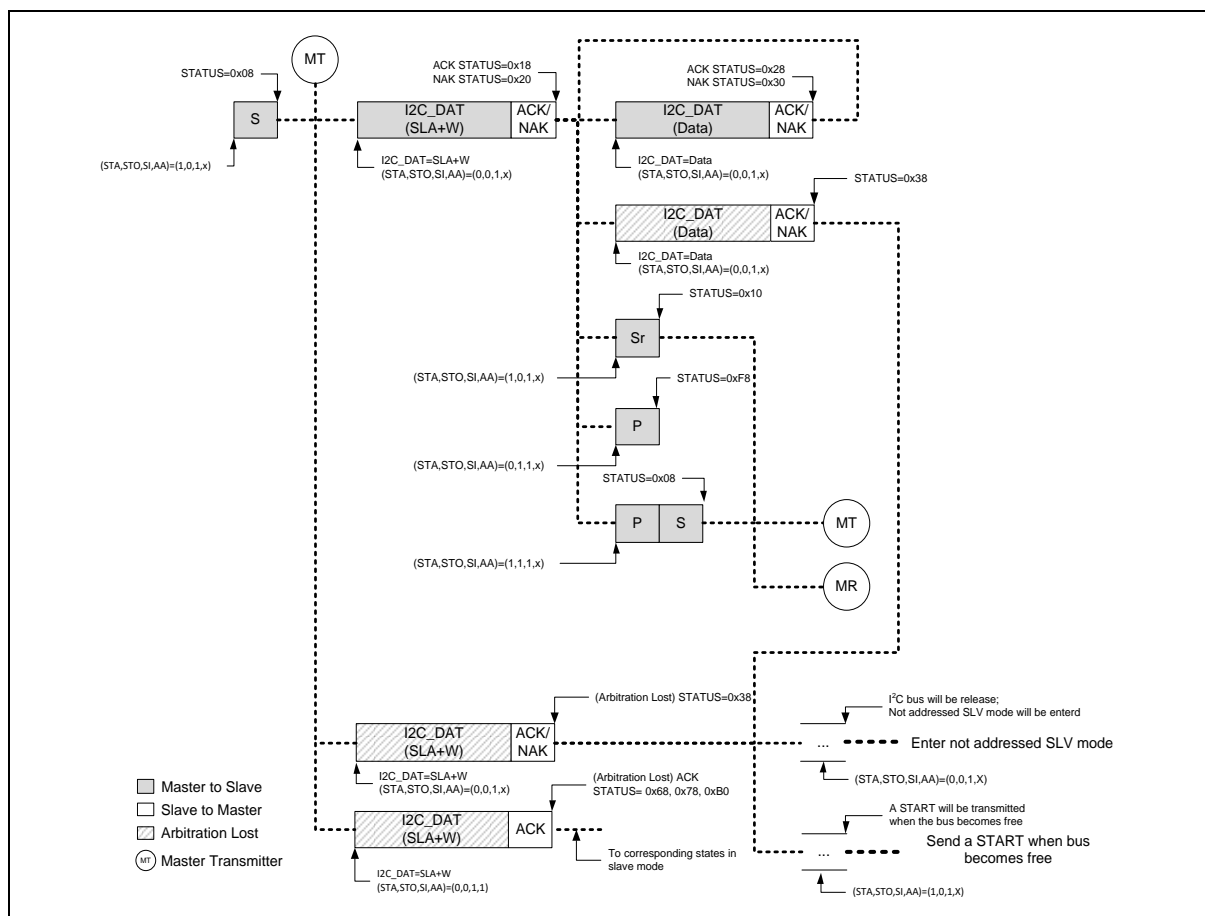 MT
STATUS=0x08
ACK STATUS=0x18
NAK STATUS=0x20
ACK STATUS=0x28
NAK STATUS=0x30
S
I2C_DAT
(SLA+W)
ACK/
NAK
I2C_DAT
(Data)
ACK/
NAK
(STA,STO,SI,AA)=(1,0,1,x)
I2C_DAT=SLA+W
(STA,STO,SI,AA)=(0,0,1,x)
I2C_DAT=Data
(STA,STO,SI,AA)=(0,0,1,x)
STATUS=0x38
I2C_DAT
(Data)
ACK/
NAK
I2C_DAT=Data
(STA,STO,SI,AA)=(0,0,1,x)
STATUS=0x10
Sr
(STA,STO,SI,AA)=(1,0,1,x)
STATUS=0xF8
P
(STA,STO,SI,AA)=(0,1,1,x)
STATUS=0x08
P
S
MT
(STA,STO,SI,AA)=(1,1,1,x)
MR
(Arbitration Lost) STATUS=0x38
I2C bus will be release;
Not addressed SLV mode will be enterd
I2C_DAT
(SLA+W)
ACK/
NAK
...
Enter not addressed SLV mode
I2C_DAT=SLA+W
(STA,STO,SI,AA)=(0,0,1,x)
(STA,STO,SI,AA)=(0,0,1,X)
Master to Slave
Slave to Master
Arbitration Lost
MT
Master Transmitter
(Arbitration Lost) ACK
STATUS= 0x68, 0x78, 0xB0
I2C_DAT
(SLA+W)
ACK
To corresponding states in
slave mode
I2C_DAT=SLA+W
(STA,STO,SI,AA)=(0,0,1,1)
A START will be transmitted
when the bus becomes free
...
Send a START when bus
becomes free
(STA,STO,SI,AA)=(1,0,1,X)